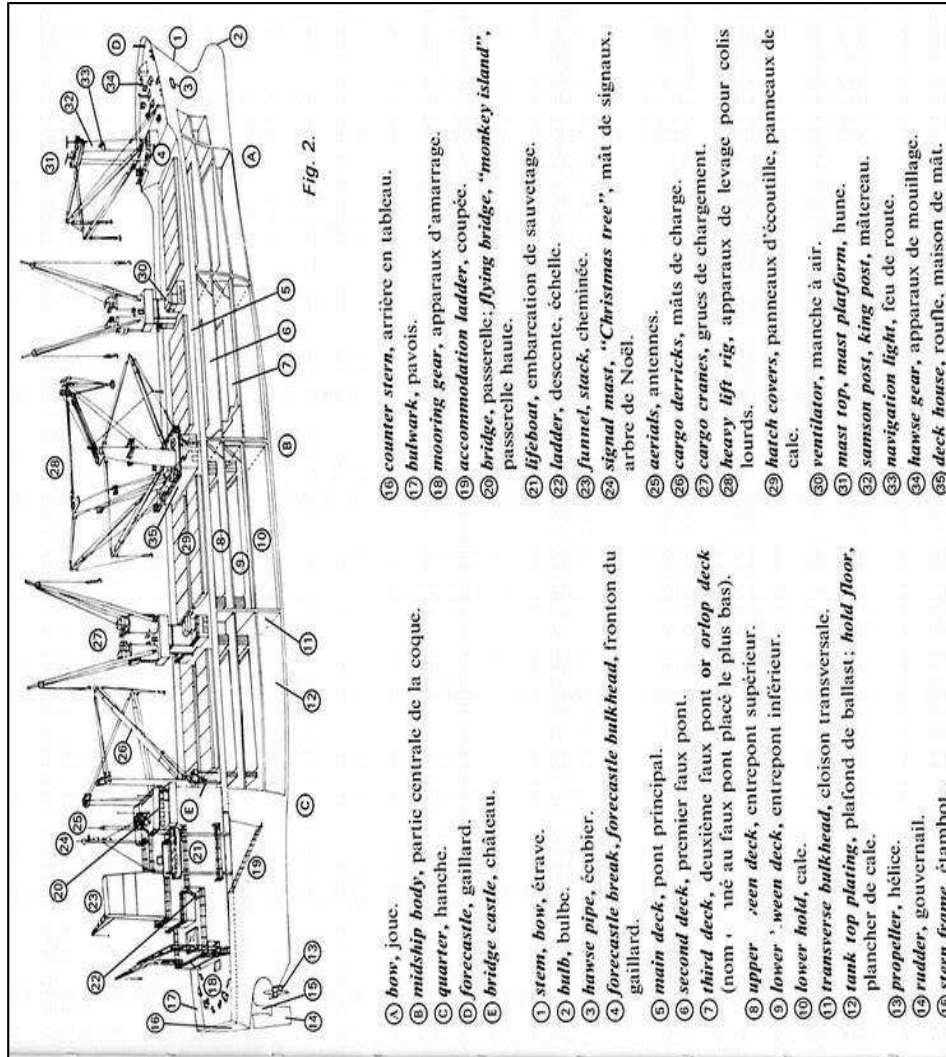 Fig. 2.
A bow, joue.
B midship body, partie centrale de la coque.
C quarter, hanche.
D forecastle, gaillard.
E bridge castle, château.
1 stem, bow, étrave.
2 bulb, bulbe.
3 hawse pipe, écubier.
4 forecastle break, forecastle bulkhead, fronton du
gaillard.
5 main deck, pont principal.
6 second deck, premier faux pont.
7 third deck, deuxième faux pont or orlop deck
(nom né au faux pont placé le plus bas).
8 upper deck, entrepont supérieur.
9 lower 'ween deck, entrepont inférieur.
10 lower hold, cale.
11 transverse bulkhead, cloison transversale.
12 tank top plating, plafond de ballast; hold floor,
plancher de cale.
13 propeller, hélice.
14 rudder, gouvernail.
15 stern frame, étambot.
16 counter stern, arrière en tableau.
17 bulwark, pavois.
18 mooring gear, apparaux d'amarrage.
19 accommodation ladder, coupée.
20 bridge, passerelle; flying bridge, "monkey island",
passerelle haute.
21 lifeboat, embarcation de sauvetage.
22 ladder, descente, échelle.
23 funnel, stack, cheminée.
24 signal mast, "Christmas tree", mât de signaux,
arbre de Noël.
25 aerials, antennes.
26 cargo derricks, mâts de charge.
27 cargo cranes, grues de chargement.
28 heavy lift rig, apparaux de levage pour colis
lourds.
29 hatch covers, panneaux d'écoutille, panneaux de
cale.
30 ventilator, manche à air.
31 mast top, mast platform, hune.
32 samson post, king post, mâtereau.
33 navigation light, feu de route.
34 hawse gear, apparaux de mouillage.
35 deck house, roufle, maison de mât.